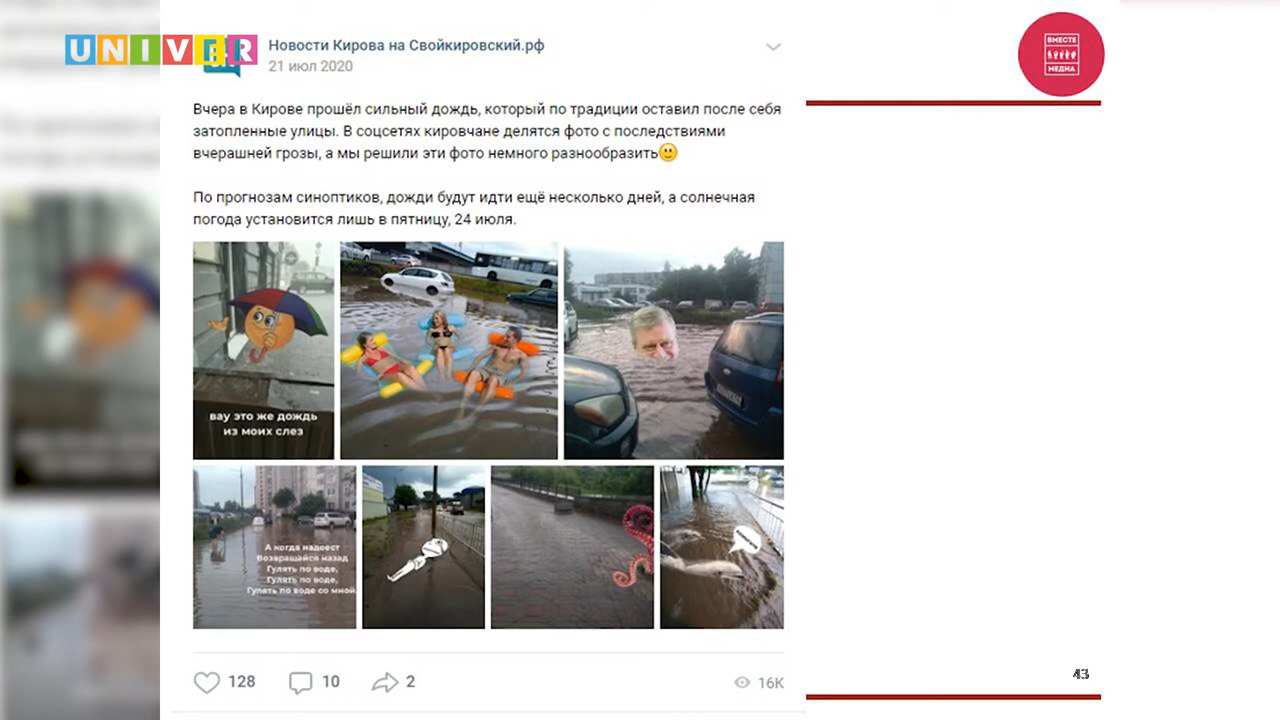 UNIVER
Новости Кирова на Свойкировский.рф
21 июл 2020
ВМЕСТЕ
МЕДИА
Вчера в Кирове прошёл сильный дождь, который по традиции оставил после себя
затопленные улицы. В соцсетях кировчане делятся фото с последствиями
вчерашней грозы, а мы решили эти фото немного разнообразить
По прогнозам синоптиков, дожди будут идти ещё несколько дней, а солнечная
погода установится лишь в пятницу, 24 июля.
вау это же дождь
из моих слез
А когда надоест
Возвращайся назад
Гулять по воде,
Гулять по воде,
Гулять по воде со мной.
128
10
2
16K
43